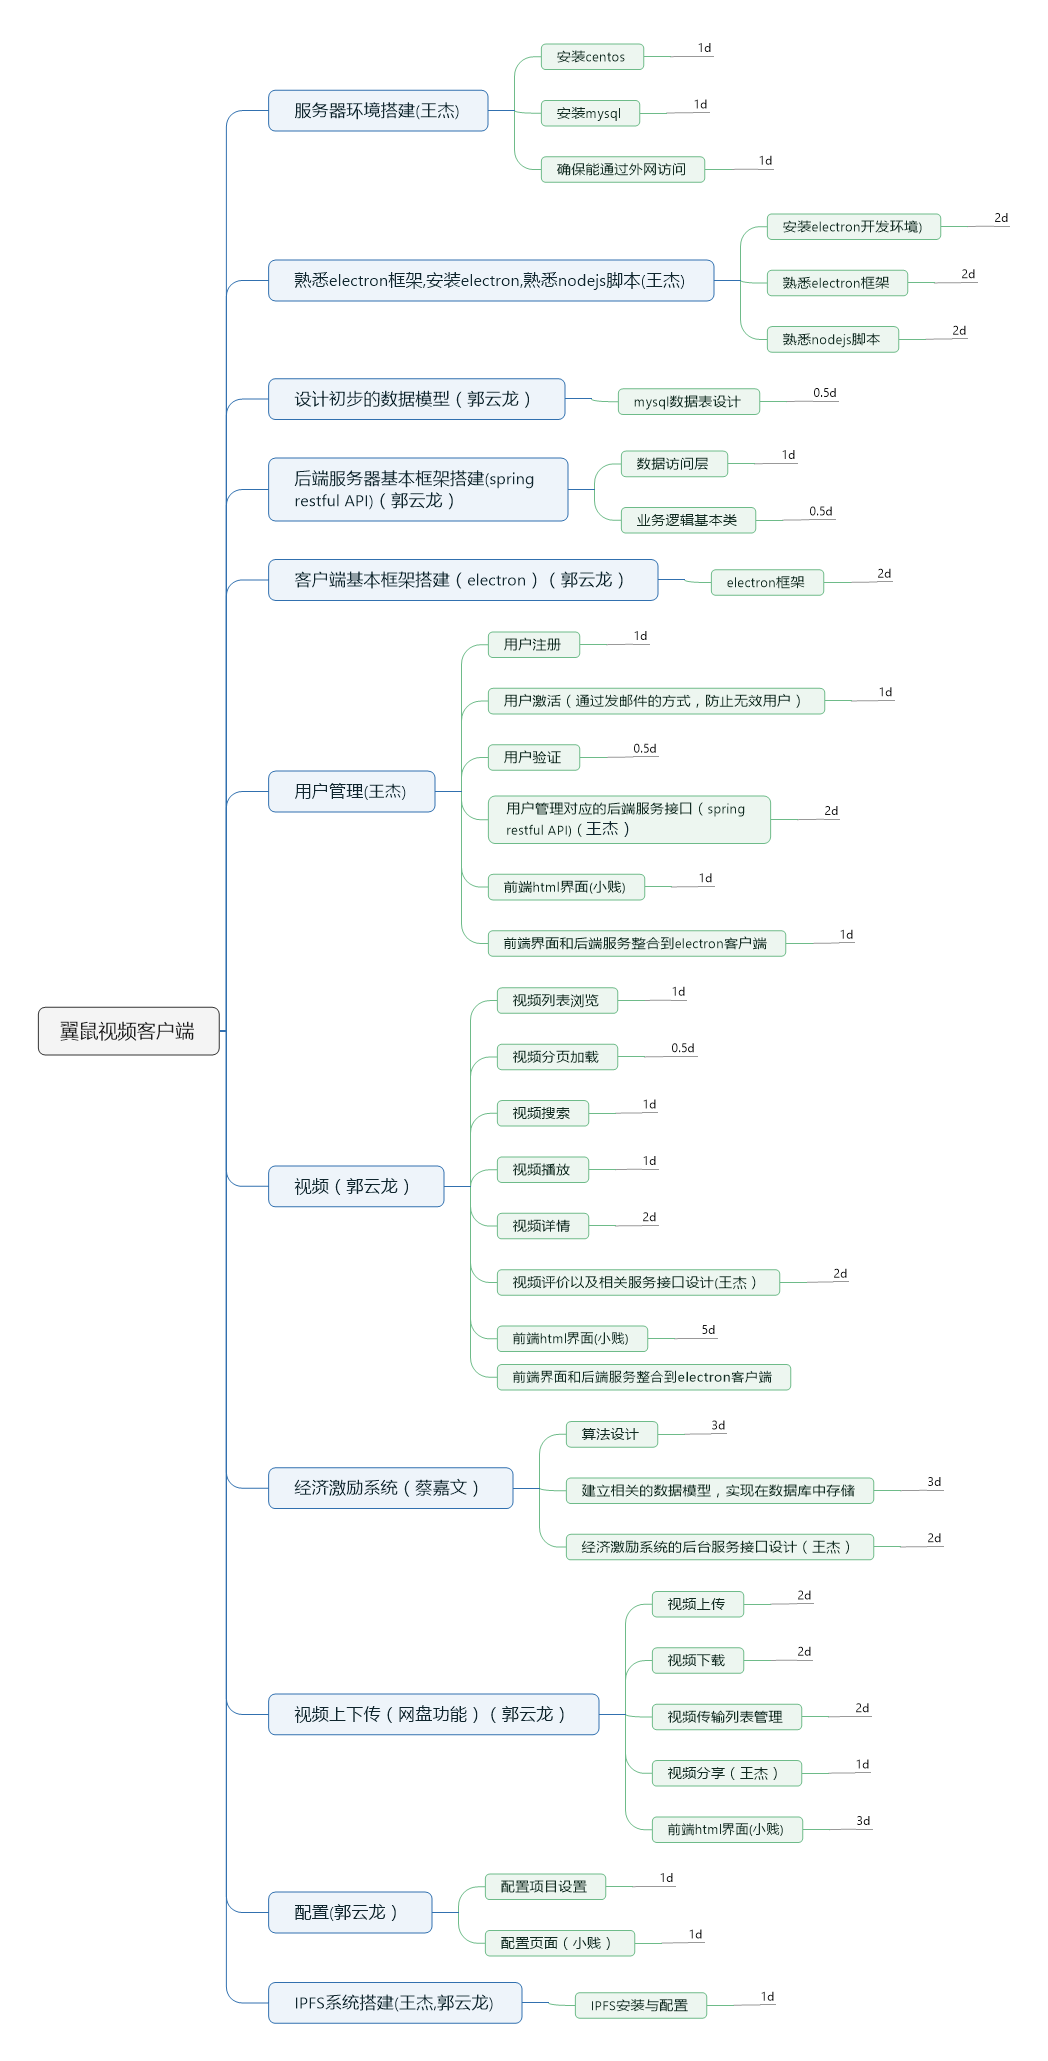 翼鼠视频客户端
服务器环境搭建(王杰)
安装centos
1d
安装mysql
1d
确保能通过外网访问
1d
熟悉electron框架,安装electron,熟悉nodejs脚本(王杰)
安装electron开发环境)
2d
熟悉electron框架
2d
熟悉nodejs脚本
2d
设计初步的数据模型（郭云龙）
mysql数据表设计
0.5d
后端服务器基本框架搭建(spring
restful API)（郭云龙）
数据访问层
1d
业务逻辑基本类
0.5d
客户端基本框架搭建（electron）（郭云龙）
electron框架
2d
用户管理(王杰)
用户注册
1d
用户激活（通过发邮件的方式，防止无效用户）
1d
用户验证
0.5d
用户管理对应的后端服务接口（spring
restful API)（王杰）
2d
前端html界面(小贱)
1d
前端界面和后端服务整合到electron客户端
1d
视频（郭云龙）
视频列表浏览
1d
视频分页加载
0.5d
视频搜索
1d
视频播放
1d
视频详情
2d
视频评价以及相关服务接口设计(王杰）
2d
前端html界面(小贱)
5d
前端界面和后端服务整合到electron客户端
经济激励系统（蔡嘉文）
算法设计
3d
建立相关的数据模型，实现在数据库中存储
3d
经济激励系统的后台服务接口设计（王杰）
2d
视频上下传（网盘功能）（郭云龙）
视频上传
2d
视频下载
2d
视频传输列表管理
2d
视频分享（王杰）
1d
前端html界面(小贱)
3d
配置(郭云龙）
配置项目设置
1d
配置页面（小贱）
1d
IPFS系统搭建(王杰,郭云龙)
IPFS安装与配置
1d